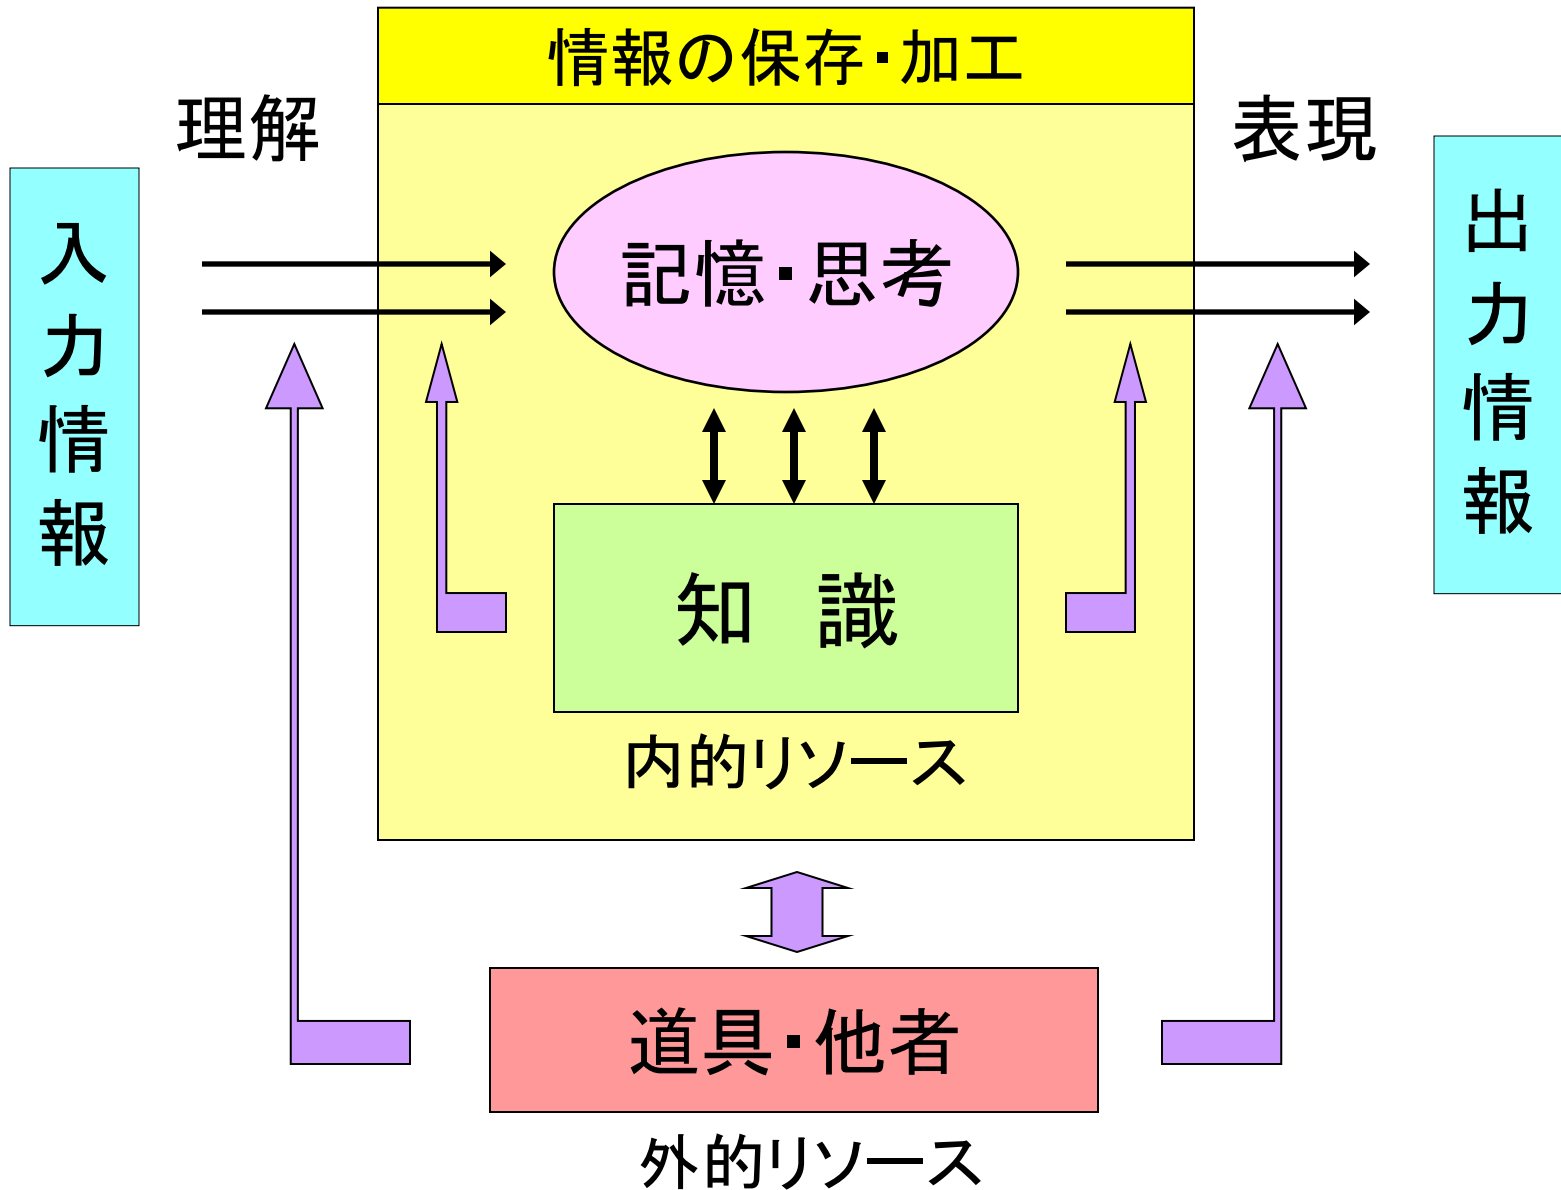 情報の保存・加工
理解
表現
入力情報
記憶・思考
出力情報
知　識
内的リソース
道具・他者
外的リソース